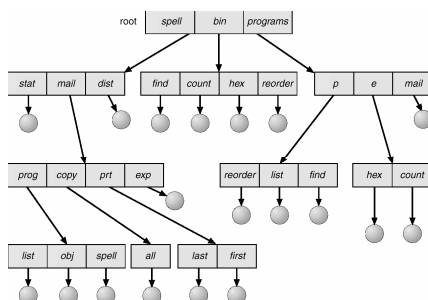 root spell bin programs
stat mail dist find count hex reorder p e mail
prog copy prt exp reorder list find hex count
list obj spell all last first